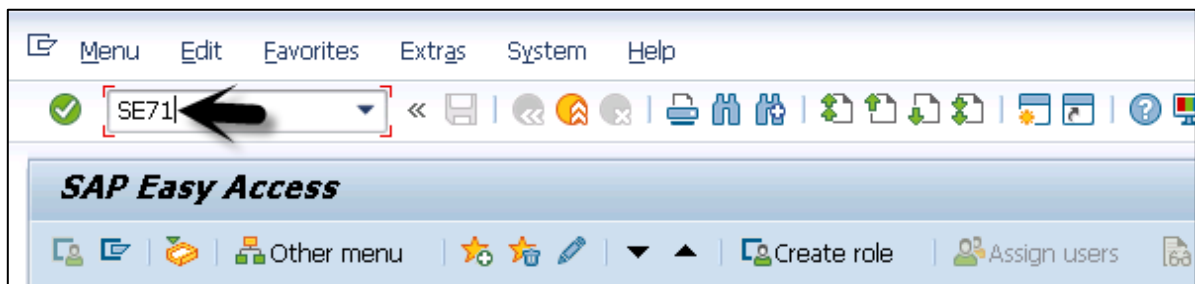 Menu Edit Favorites Extras System Help
SE71
SAP Easy Access
Other menu Create role Assign users